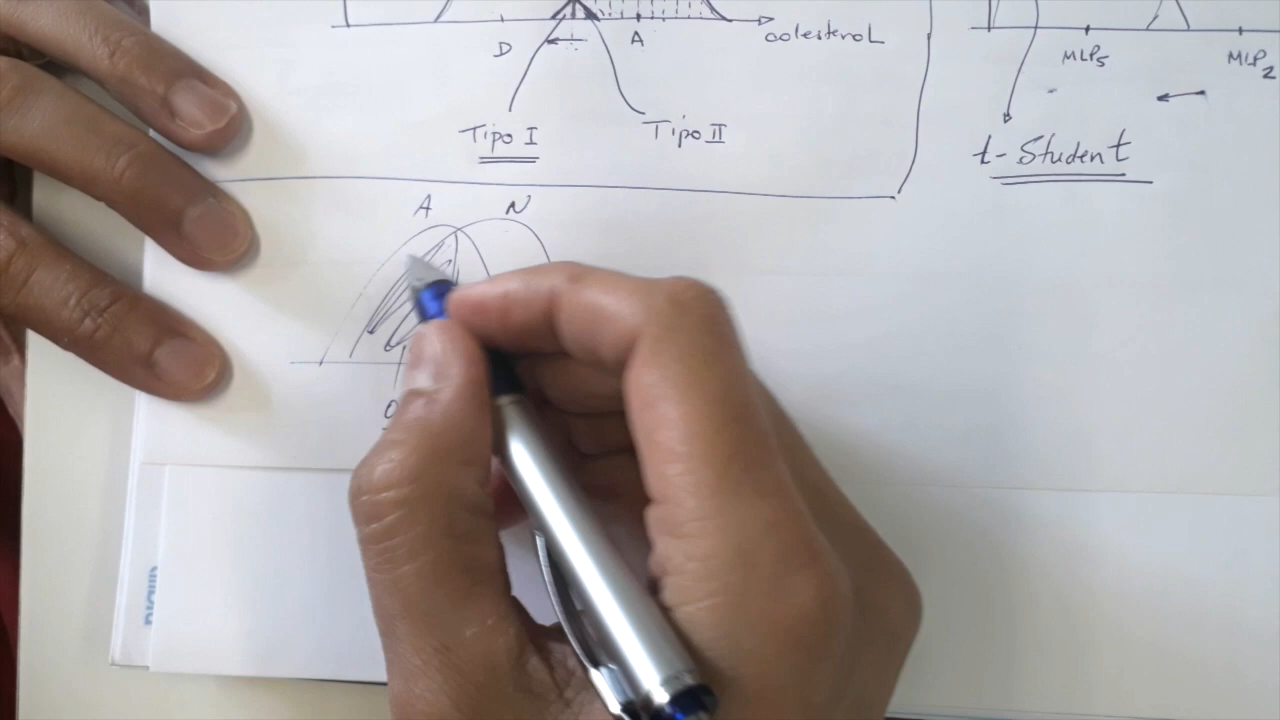 D A colesterol
Tipo I Tipo II
MLP5 MLP2
t-Student
A N